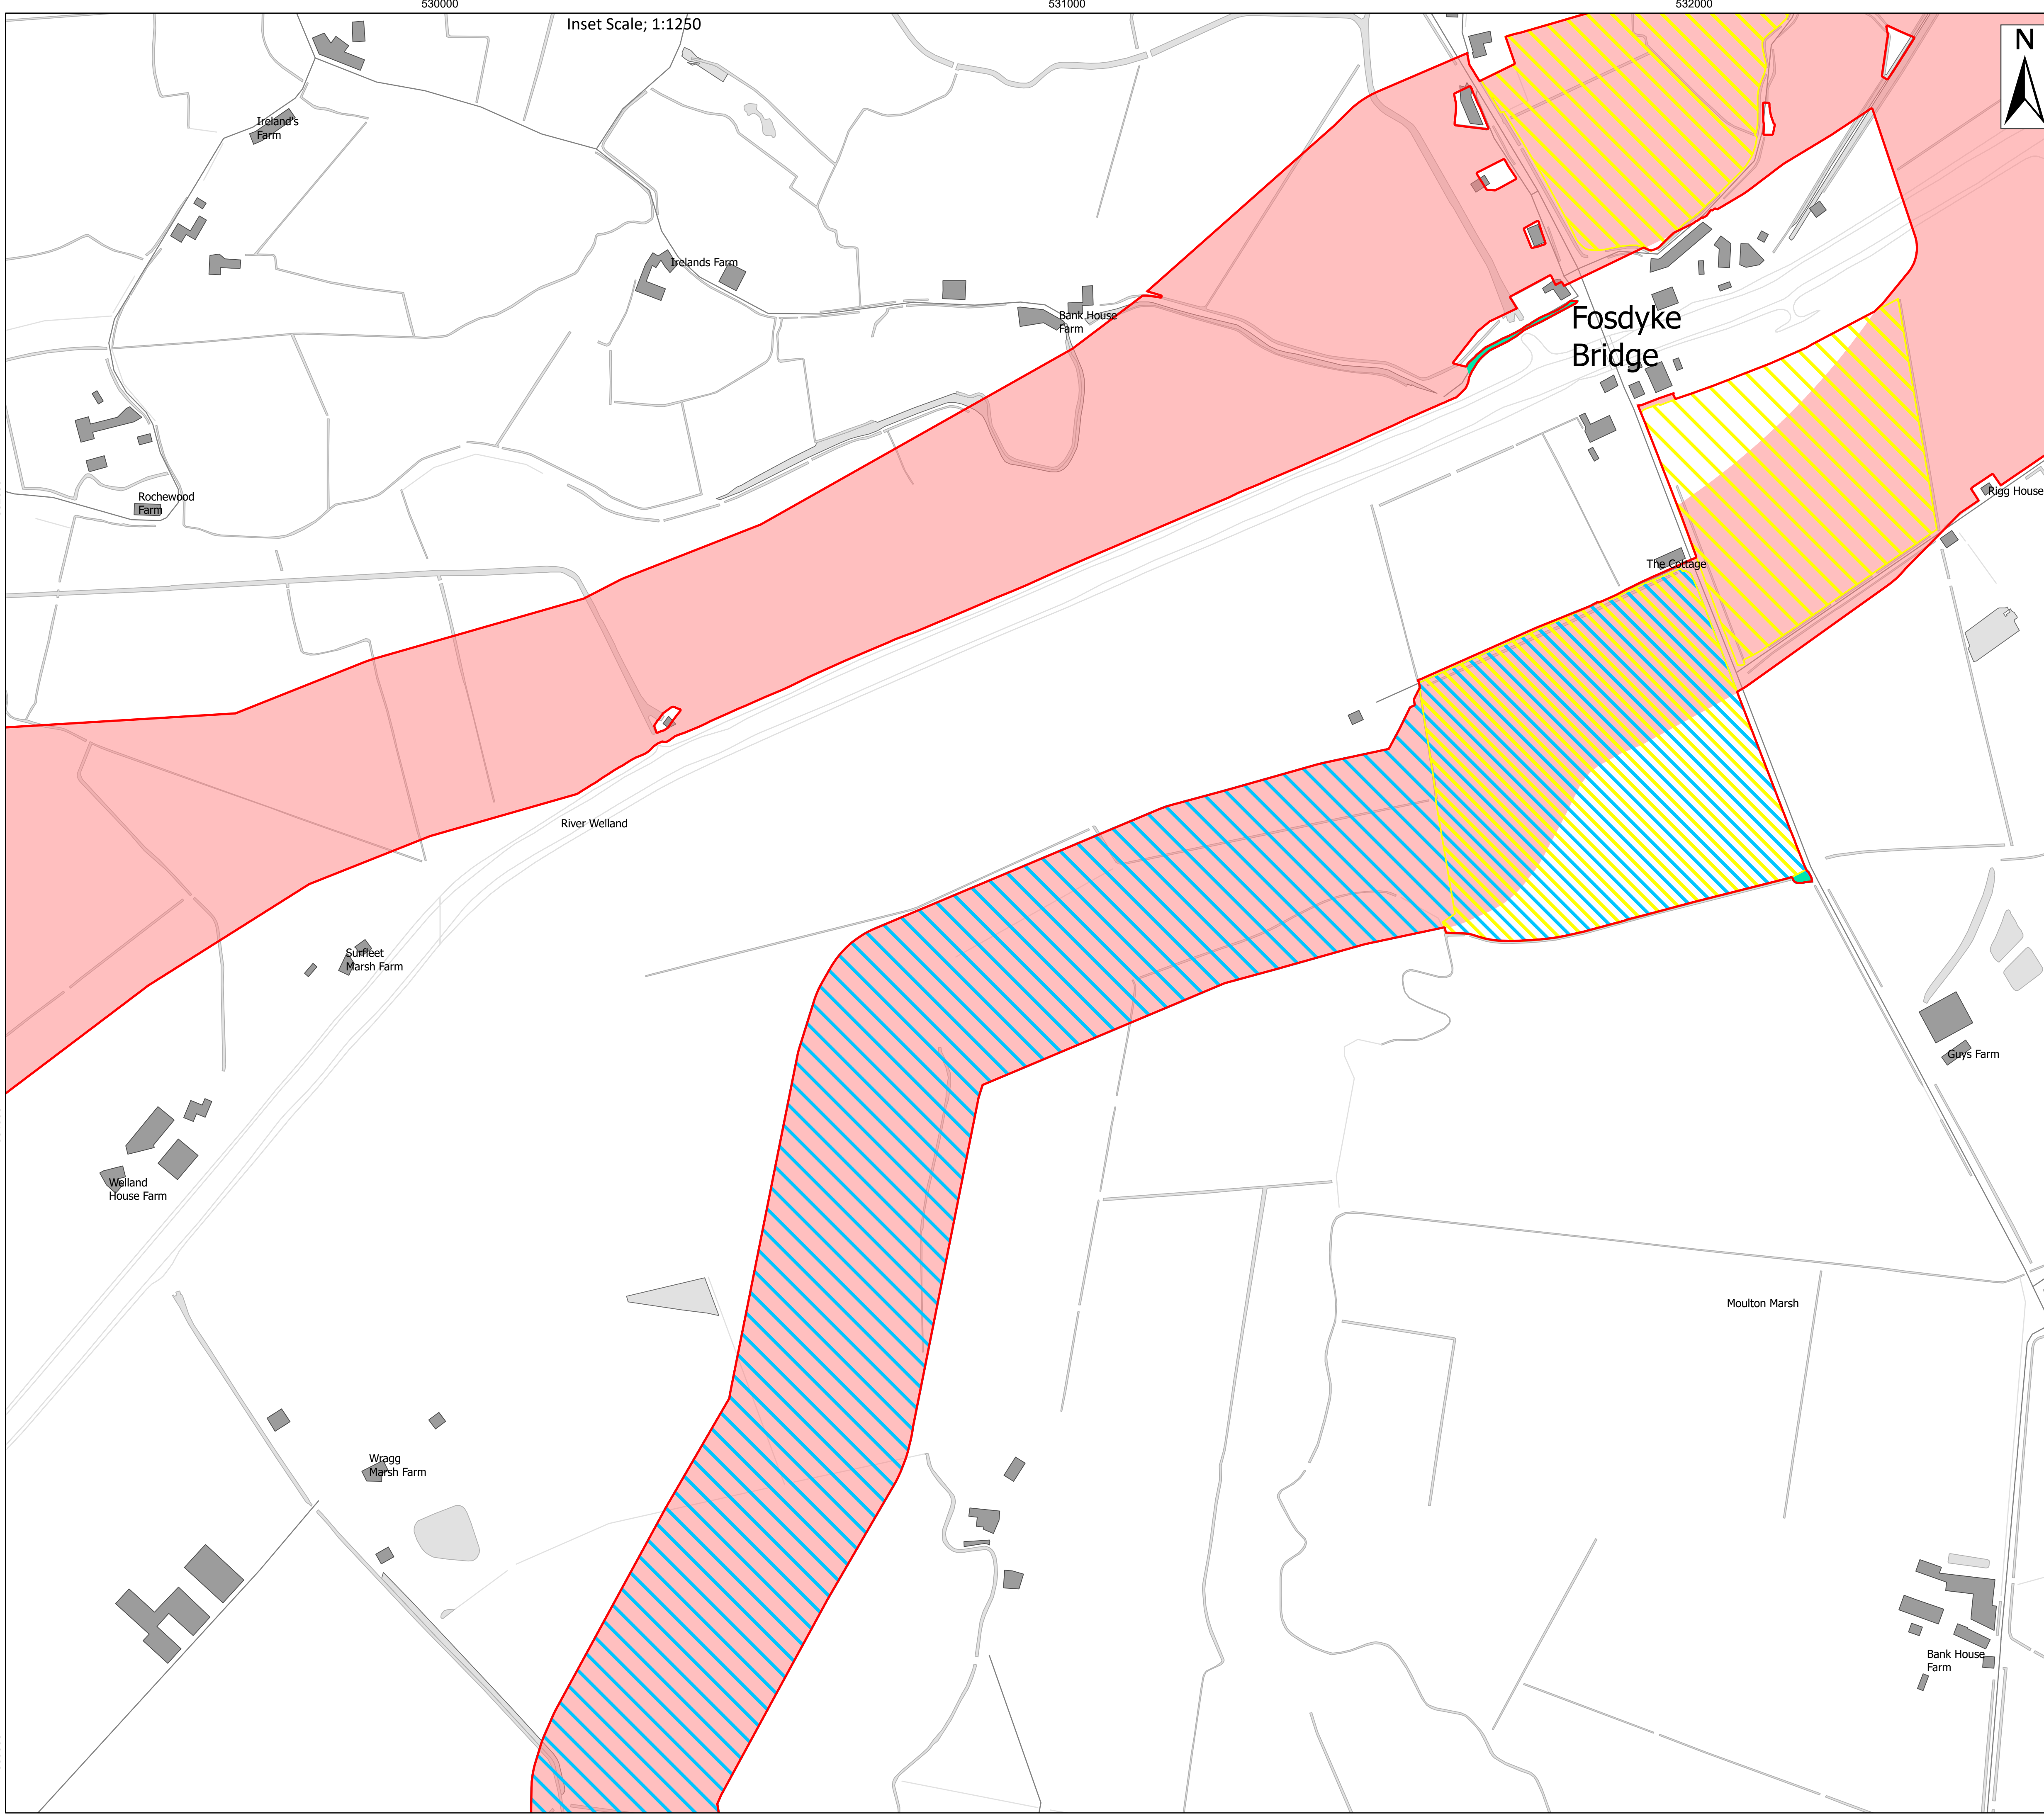 530000
531000
532000
Inset Scale; 1:1250
N
Ireland's
Farm
Irelands Farm
Bank House
Farm
Fosdyke
Bridge
Rochewood
Farm
Rigg House
The Cottage
River Welland
Surfleet
Marsh Farm
Guys Farm
Welland
House Farm
Moulton Marsh
Wragg
Marsh Farm
Bank House
Farm